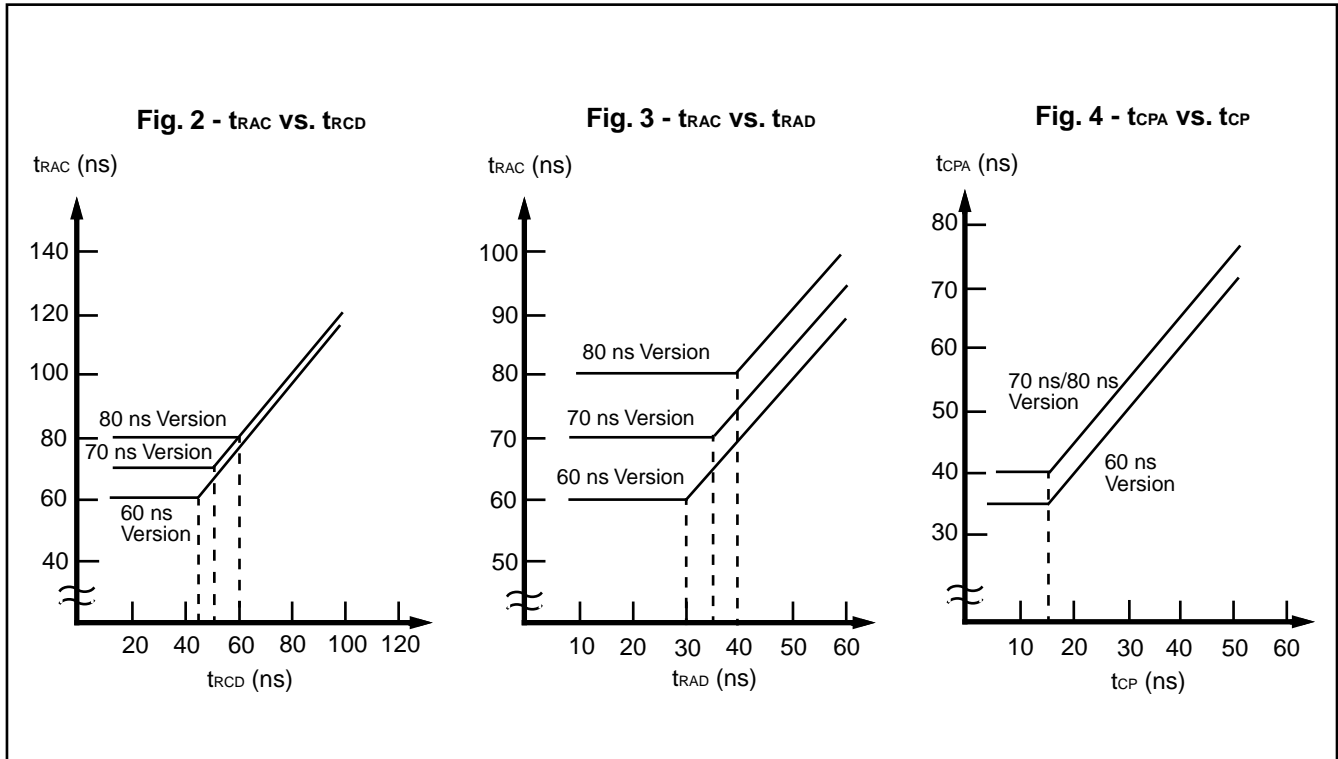 Fig. 2 - tRAC vs. tRCD
tRAC (ns)
140
120
100
80
60
40
80 ns Version
70 ns Version
60 ns
Version
20 40 60 80 100 120
tRCD (ns)
Fig. 3 - tRAC vs. tRAD
tRAC (ns)
100
90
80
70
60
50
80 ns Version
70 ns Version
60 ns Version
10 20 30 40 50 60
tRAD (ns)
Fig. 4 - tCPA vs. tCP
tCPA (ns)
80
70
60
50
40
30
70 ns/80 ns
Version
60 ns
Version
10 20 30 40 50 60
tCP (ns)